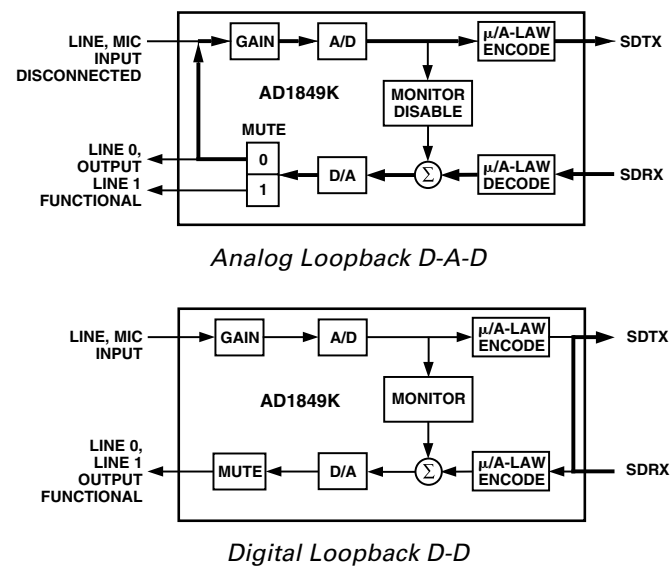 LINE, MIC
INPUT
DISCONNECTED
GAIN
A/D
μ/A-LAW
ENCODE
SDTX
AD1849K
MONITOR
DISABLE
MUTE
LINE 0,
OUTPUT
LINE 1
FUNCTIONAL
0
1
D/A
Σ
μ/A-LAW
DECODE
SDRX
Analog Loopback D-A-D
LINE, MIC
INPUT
GAIN
A/D
μ/A-LAW
ENCODE
SDTX
AD1849K
MONITOR
LINE 0,
LINE 1
OUTPUT
FUNCTIONAL
MUTE
D/A
Σ
μ/A-LAW
ENCODE
SDRX
Digital Loopback D-D